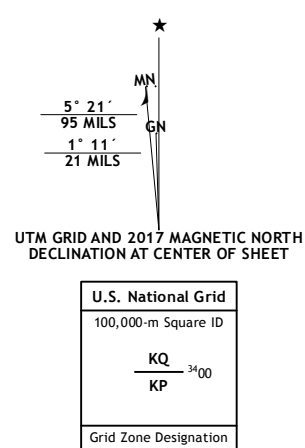 ★
MN
5° 21´
95 MILS
GN
1° 11´
21 MILS
UTM GRID AND 2017 MAGNETIC NORTH
DECLINATION AT CENTER OF SHEET
U.S. National Grid
100,000-m Square ID
KQ
3400
KP
Grid Zone Designation